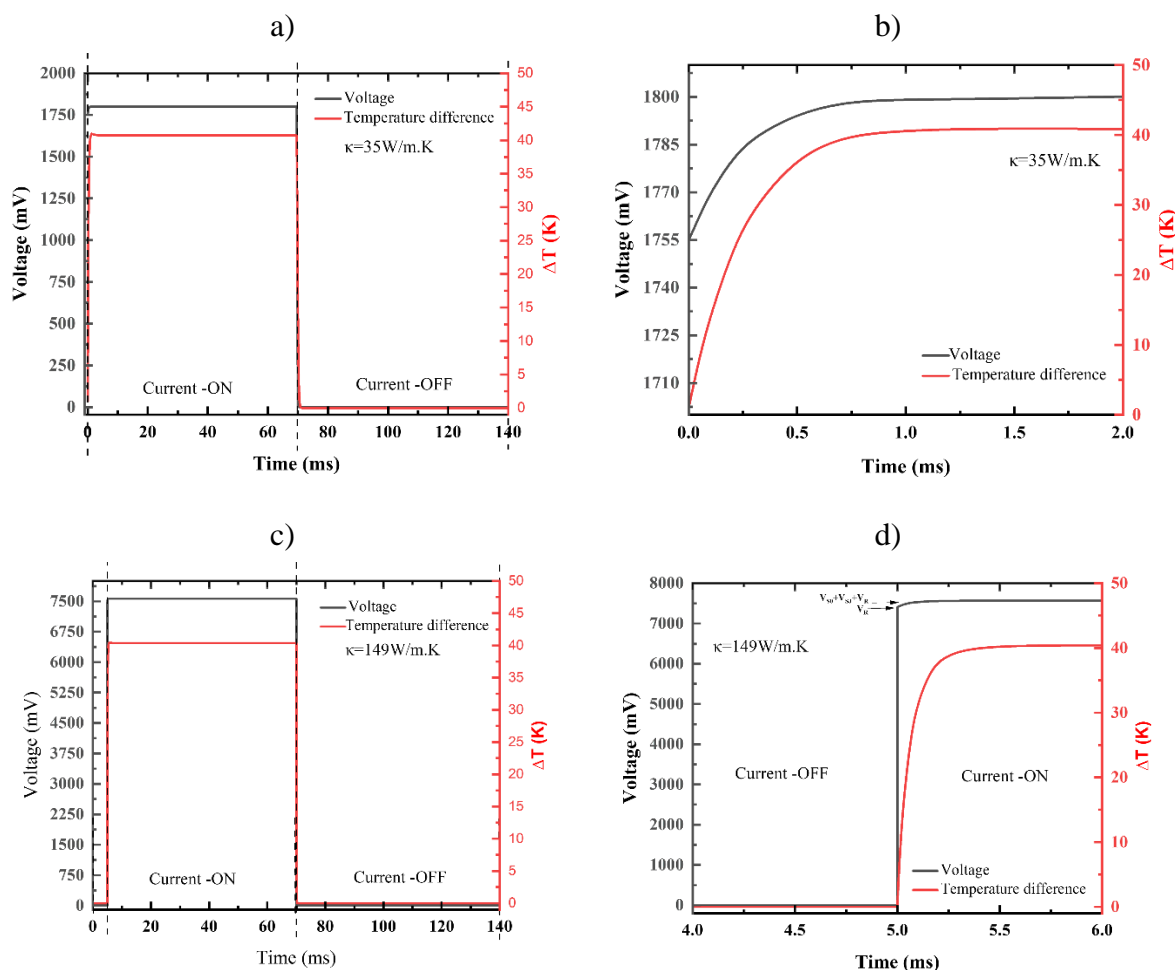 a)
2000
1750
1500
1250
1000
750
500
250
0
Voltage (mV)
50
45
40
35
30
25
20
15
10
5
0
ΔT (K)
Voltage
Temperature difference
κ=35W/m.K
Current -ON
Current -OFF
0 20 40 60 80 100 120 140
Time (ms)
b)
1800
1785
1770
1755
1740
1725
1710
Voltage (mV)
50
40
30
20
10
0
ΔT (K)
κ=35W/m.K
Voltage
Temperature difference
0.0 0.5 1.0 1.5 2.0
Time (ms)
c)
7500
6750
6000
5250
4500
3750
3000
2250
1500
750
0
Voltage (mV)
50
45
40
35
30
25
20
15
10
5
0
ΔT (K)
Voltage
Temperature difference
κ=149W/m.K
Current -ON
Current -OFF
0 20 40 60 80 100 120 140
Time (ms)
d)
8000
7000
6000
5000
4000
3000
2000
1000
0
Voltage (mV)
50
40
30
20
10
0
ΔT (K)
V_R
κ=149W/m.K
Current -OFF
Current -ON
Voltage
Temperature difference
4.0 4.5 5.0 5.5 6.0
Time (ms)